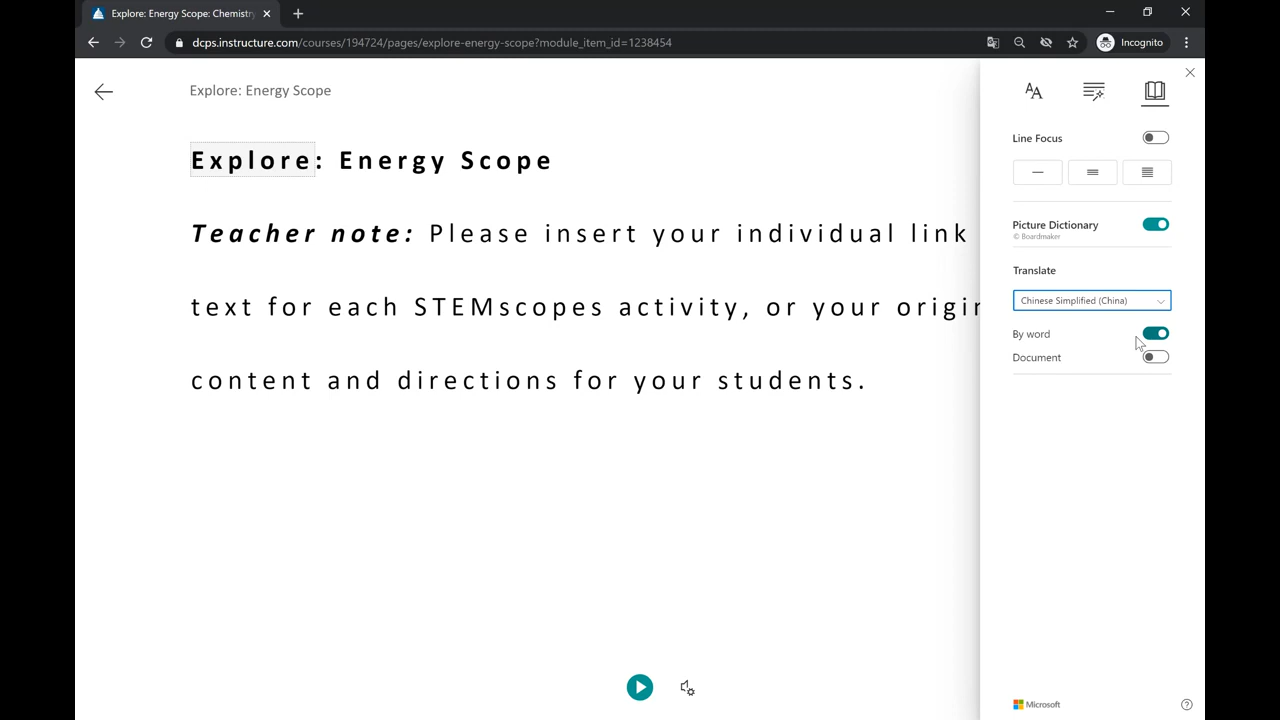 Explore: Energy Scope: Chemistry
dcps.instructure.com/courses/194724/pages/explore-energy-scope?module_item_id=1238454
Incognito
Explore: Energy Scope
Explore: Energy Scope
Teacher note: Please insert your individual link
text for each STEMscopes activity, or your origin
content and directions for your students.
Line Focus
Picture Dictionary
© Boardmaker
Translate
Chinese Simplified (China)
By word
Document
Microsoft